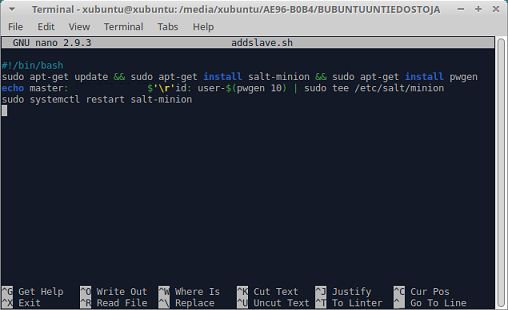 Terminal - xubuntu@xubuntu: /media/xubuntu/AE96-B0B4/BUBUNTUUNTIEDOSTOJA
File Edit View Terminal Tabs Help
GNU nano 2.9.3 addslave.sh
#!/bin/bash
sudo apt-get update && sudo apt-get install salt-minion && sudo apt-get install pwgen
echo master: $'\r'id: user-$(pwgen 10) | sudo tee /etc/salt/minion
sudo systemctl restart salt-minion
^G Get Help ^O Write Out ^W Where Is ^K Cut Text ^J Justify ^C Cur Pos
^X Exit ^R Read File ^\ Replace ^U Uncut Text ^T To Linter ^_ Go To Line